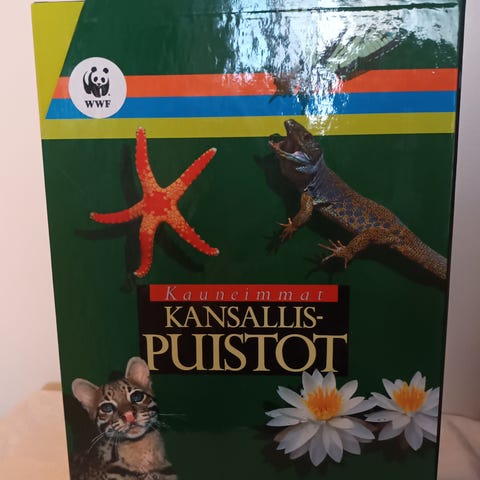 WWF
Kauneimmat
KANSALLIS-
PUISTOT